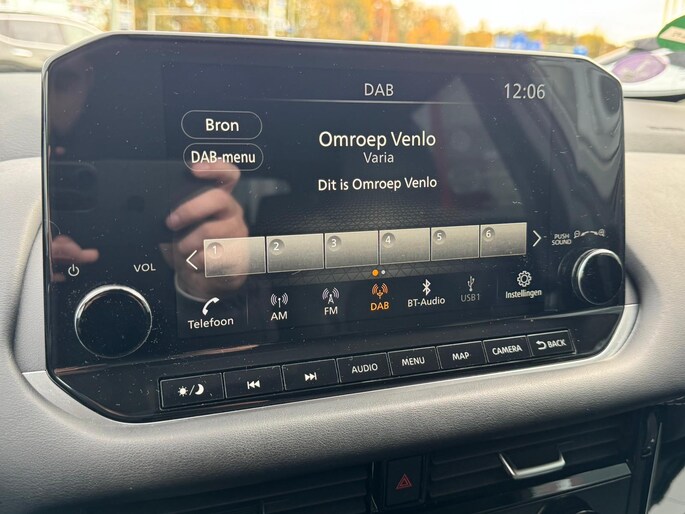 DAB
12:06
Bron
DAB-menu
Omroep Venlo
Varia
Dit is Omroep Venlo
1 2 3 4 5 6
VOL
PUSH
SOUND
Telefoon
AM
FM
DAB
BT-Audio
USB1
Instellingen
AUDIO
MENU
MAP
CAMERA
BACK